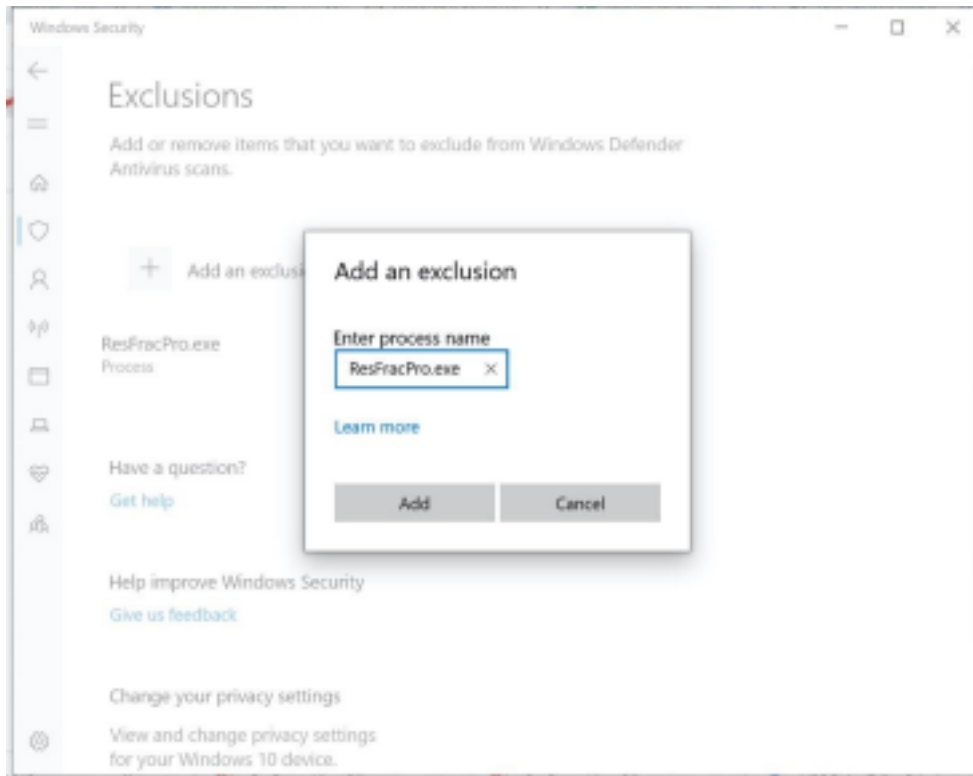 Windows Security
Exclusions
Add or remove items that you want to exclude from Windows Defender
Antivirus scans.
Add an exclusi
Add an exclusion
Enter process name
ResFracPro.exe
Learn more
Add
Cancel
ResFracPro.exe
Process
Have a question?
Get help
Help improve Windows Security
Give us feedback
Change your privacy settings
View and change privacy settings
for your Windows 10 device.